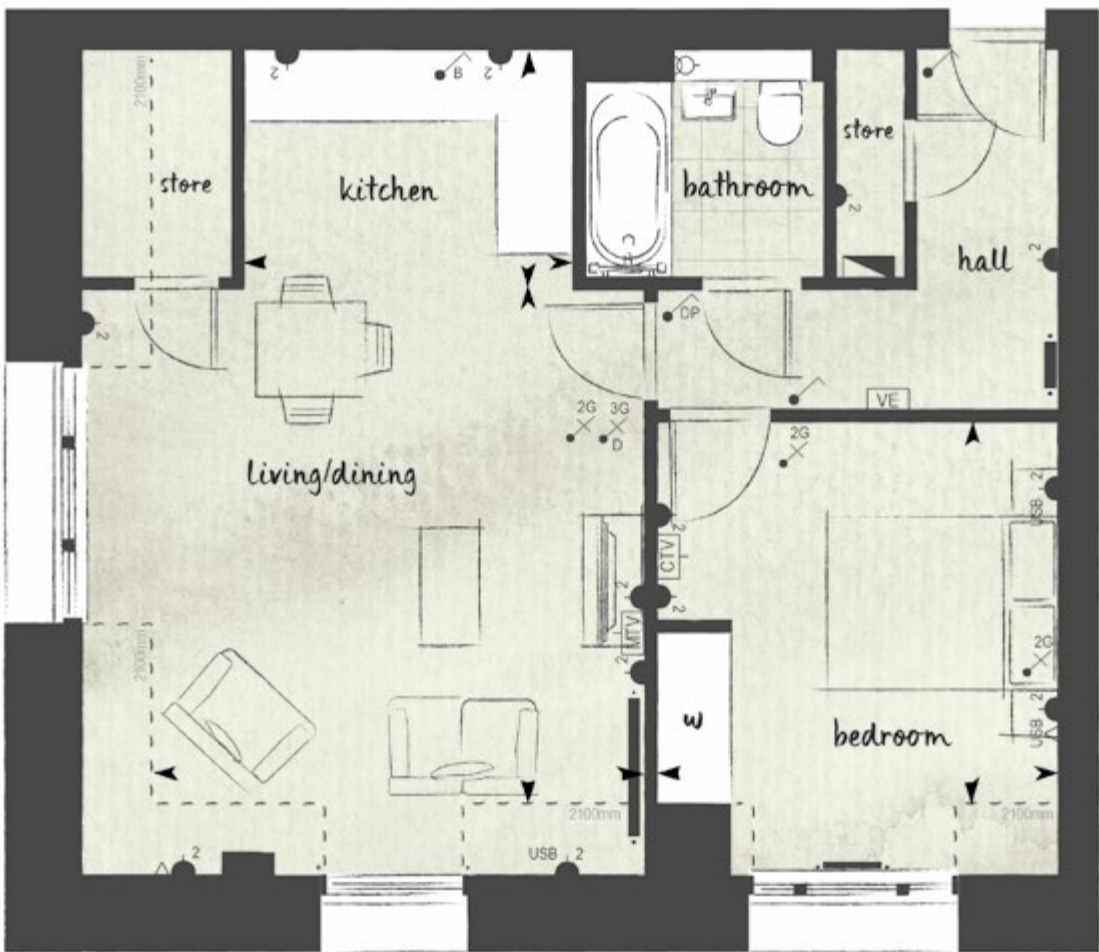 2100mm
store
2
B
2
kitchen
bathroom
store
2
hall
2
2
DP
VE
2G
3G
D
2G
living/dining
2
USB
2
CTV
2
2
MTV
2
2100mm
w
2G
2
USB
bedroom
2100mm
2100mm
2
USB 2